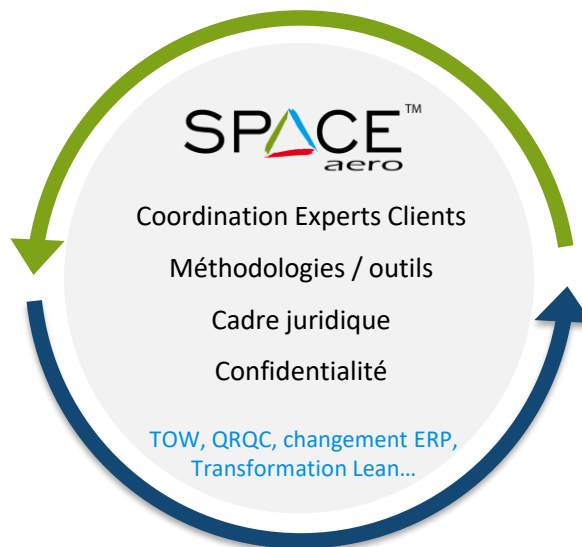 SPACE™
aero
Coordination Experts Clients
Méthodologies / outils
Cadre juridique
Confidentialité
TOW, QRQC, changement ERP,
Transformation Lean…